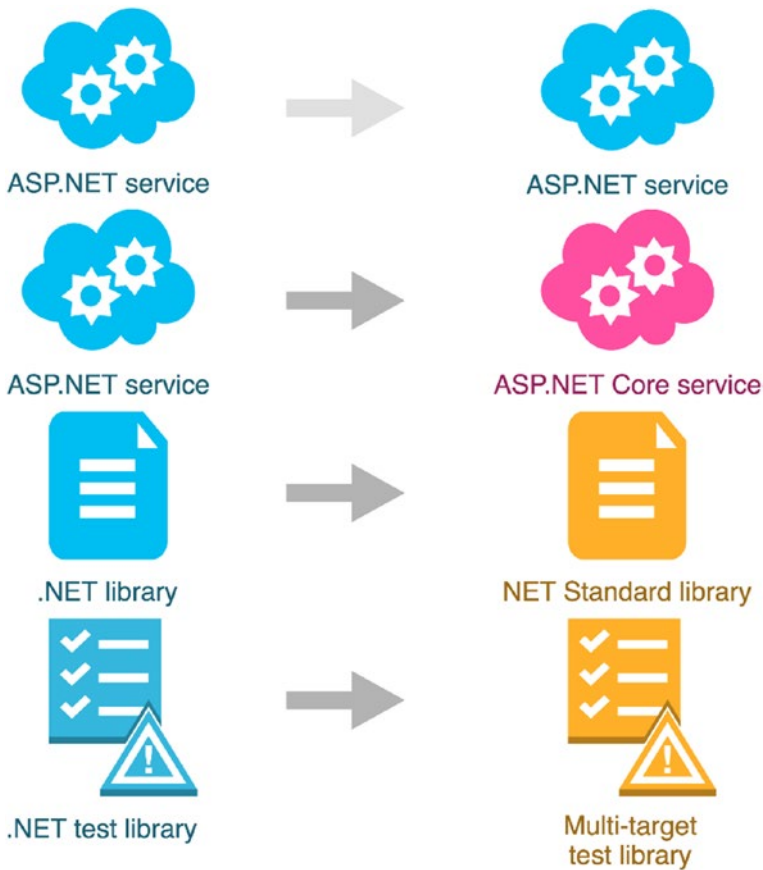 ASP.NET service
ASP.NET service
ASP.NET service
ASP.NET Core service
.NET library
NET Standard library
.NET test library
Multi-target
test library